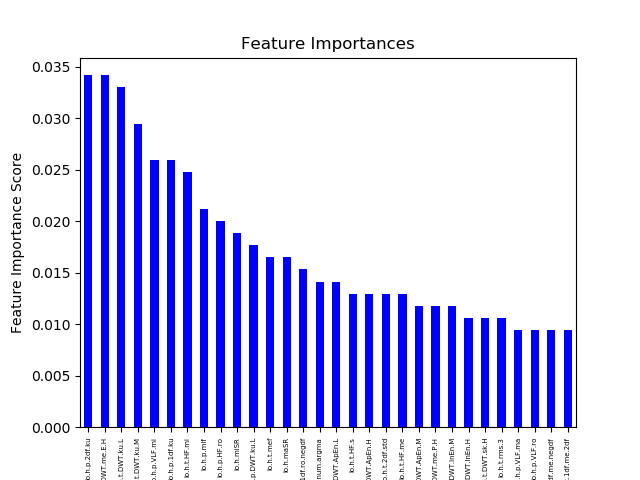 Feature Importances
Feature Importance Score
0.035
0.030
0.025
0.020
0.015
0.010
0.005
0.000
lo.h.p.2df.ku
DWT.me.E.H
.t.DWT.ku.L
t.DWT.ku.M
o.h.p.VLF.mi
o.h.p.1df.ku
lo.h.t.HF.mi
lo.h.p.mif
lo.h.p.HF.ro
lo.h.miSR
.p.DWT.ku.L
lo.h.t.mef
lo.h.maSR
1df.ro.negdf
num.argma
DWT.ApEn.L
lo.h.t.HF.s
DWT.ApEn.H
o.h.t.2df.std
lo.h.t.HF.me
DWT.ApEn.M
DWT.me.P.H
DWT.InEn.M
DWT.InEn.H
.t.DWT.sk.H
lo.h.t.rms.3
.h.p.VLF.ma
o.h.p.VLF.ro
df.me.negdf
.1df.me.2df